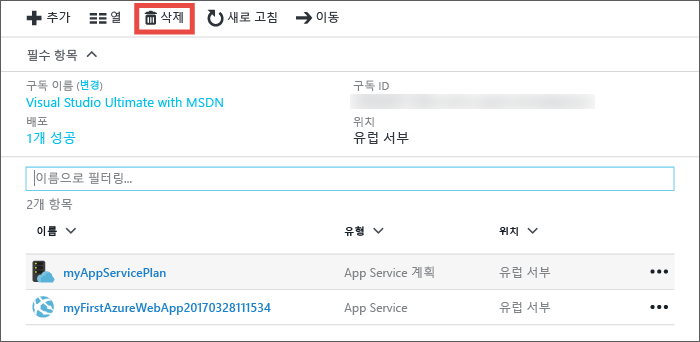 추가 열 삭제 새로 고침 이동
필수 항목
구독 이름 (변경) 구독 ID
Visual Studio Ultimate with MSDN
배포 위치
1개 성공 유럽 서부
이름으로 필터링...
2개 항목
이름 유형 위치
myAppServicePlan App Service 계획 유럽 서부
myFirstAzureWebApp20170328111534 App Service 유럽 서부